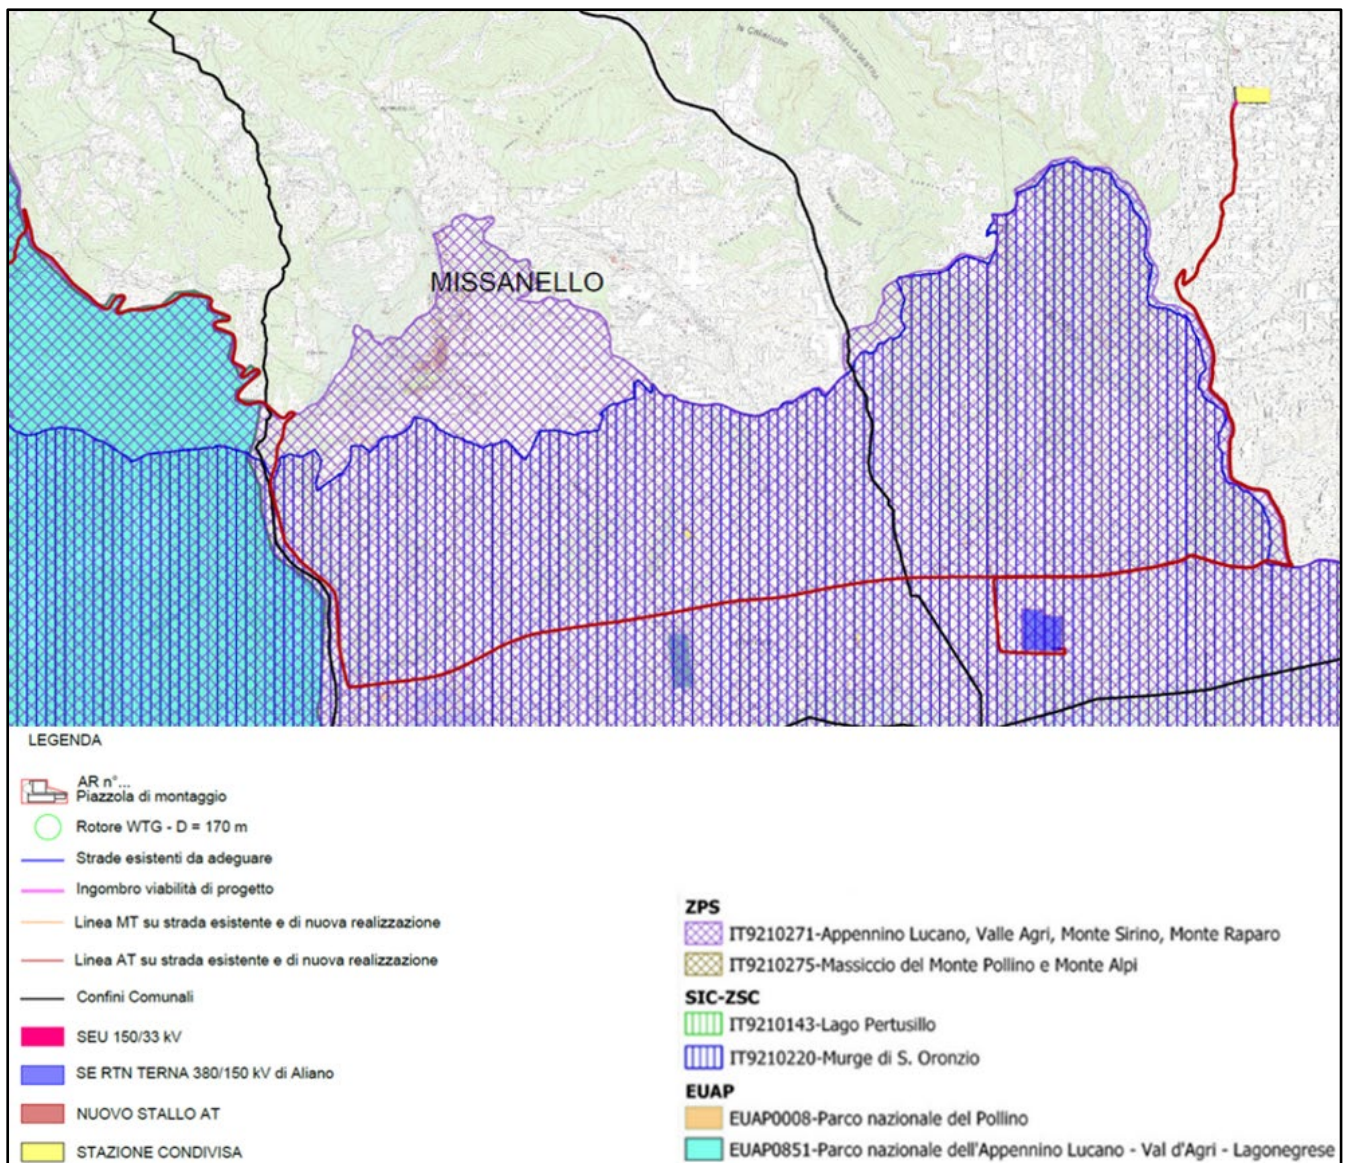 MISSANELLO
LEGENDA
AR n°...
Piazzola di montaggio
Rotore WTG - D = 170 m
Strade esistenti da adeguare
Ingombro viabilità di progetto
Linea MT su strada esistente e di nuova realizzazione
Linea AT su strada esistente e di nuova realizzazione
Confini Comunali
SEU 150/33 kV
SE RTN TERNA 380/150 kV di Aliano
NUOVO STALLO AT
STAZIONE CONDIVISA
ZPS
IT9210271-Appennino Lucano, Valle Agri, Monte Sirino, Monte Raparo
IT9210275-Massiccio del Monte Pollino e Monte Alpi
SIC-ZSC
IT9210143-Lago Pertusillo
IT9210220-Murge di S. Oronzio
EUAP
EUAP0008-Parco nazionale del Pollino
EUAP0851-Parco nazionale dell'Appennino Lucano - Val d'Agri - Lagonegrese